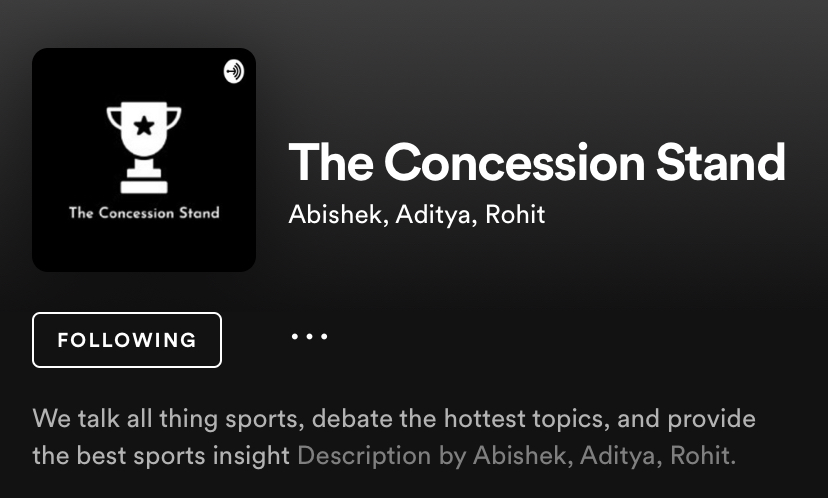 The Concession Stand
The Concession Stand
Abishek, Aditya, Rohit
FOLLOWING
We talk all thing sports, debate the hottest topics, and provide
the best sports insight Description by Abishek, Aditya, Rohit.